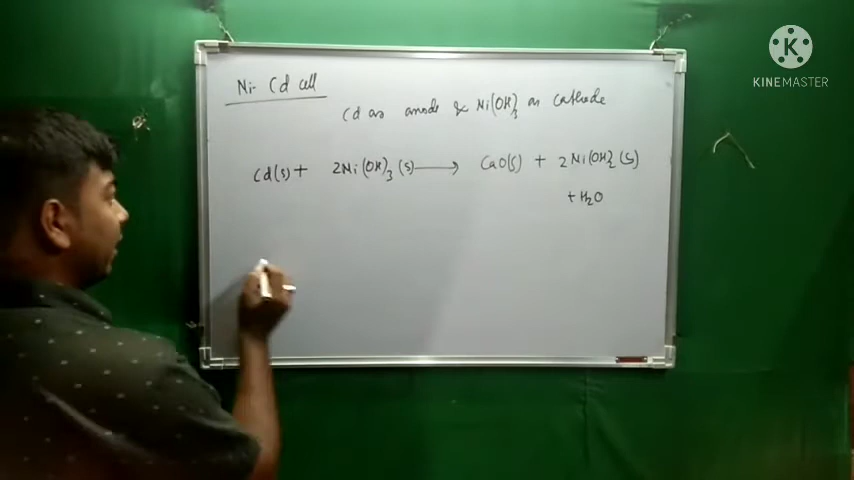 Ni- Cd cell
Cd as anode & Ni(OH)3 as cathode
Cd(s) + 2Ni(OH)3 (s) ⟶ CaO(s) + 2Ni(OH)2 (s)
+ H2O
K
KINEMASTER